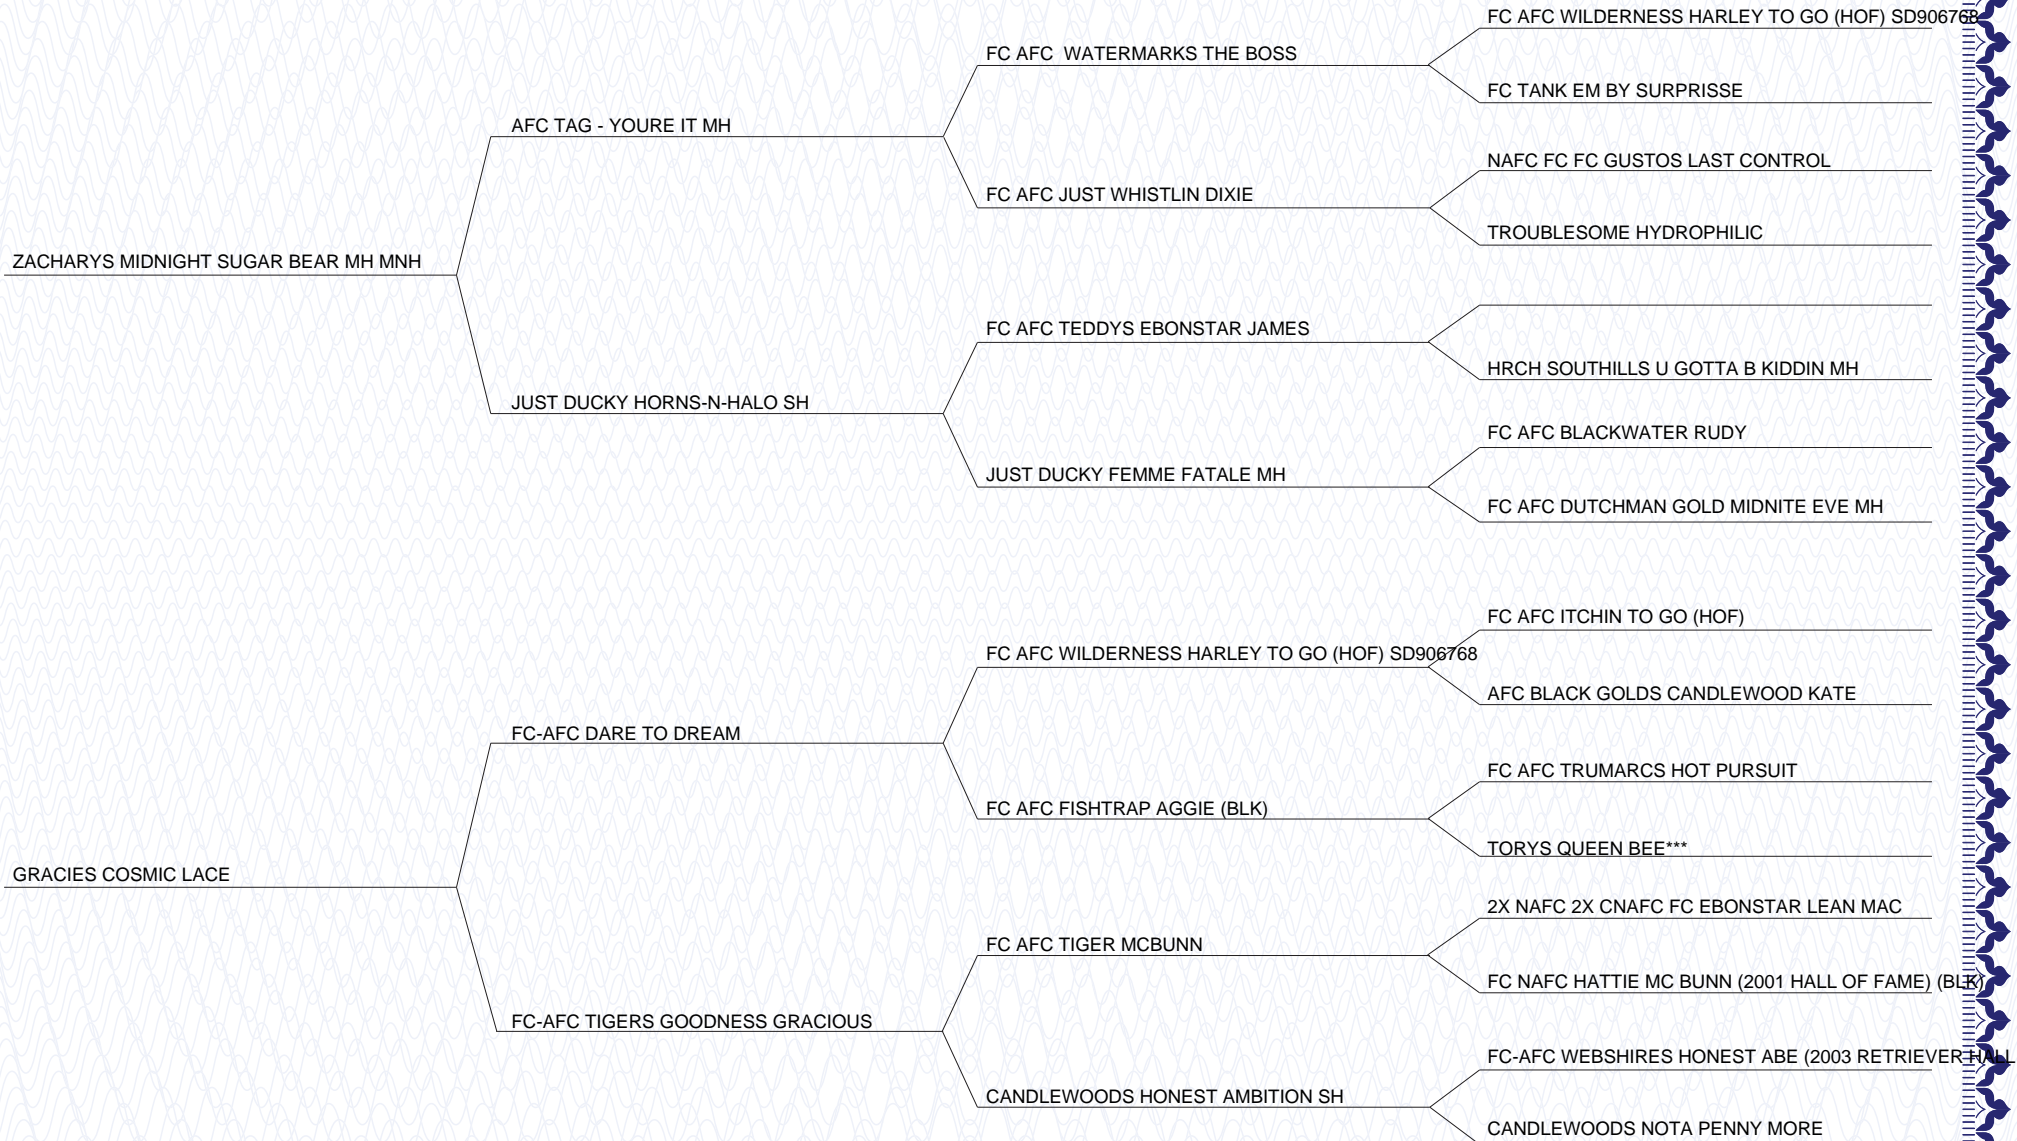 FC AFC WILDERNESS HARLEY TO GO (HOF) SD906768
FC AFC  WATERMARKS THE BOSS
FC TANK EM BY SURPRISSE
AFC TAG - YOURE IT MH
NAFC FC FC GUSTOS LAST CONTROL
FC AFC JUST WHISTLIN DIXIE
TROUBLESOME HYDROPHILIC
ZACHARYS MIDNIGHT SUGAR BEAR MH MNH
FC AFC TEDDYS EBONSTAR JAMES
HRCH SOUTHILLS U GOTTA B KIDDIN MH
JUST DUCKY HORNS-N-HALO SH
FC AFC BLACKWATER RUDY
JUST DUCKY FEMME FATALE MH
FC AFC DUTCHMAN GOLD MIDNITE EVE MH
FC AFC ITCHIN TO GO (HOF)
FC AFC WILDERNESS HARLEY TO GO (HOF) SD906768
AFC BLACK GOLDS CANDLEWOOD KATE
FC-AFC DARE TO DREAM
FC AFC TRUMARCS HOT PURSUIT
FC AFC FISHTRAP AGGIE (BLK)
TORYS QUEEN BEE***
GRACIES COSMIC LACE
2X NAFC 2X CNAFC FC EBONSTAR LEAN MAC
FC AFC TIGER MCBUNN
FC NAFC HATTIE MC BUNN (2001 HALL OF FAME) (BLK)
FC-AFC TIGERS GOODNESS GRACIOUS
FC-AFC WEBSHIRES HONEST ABE (2003 RETRIEVER HALL
CANDLEWOODS HONEST AMBITION SH
CANDLEWOODS NOTA PENNY MORE